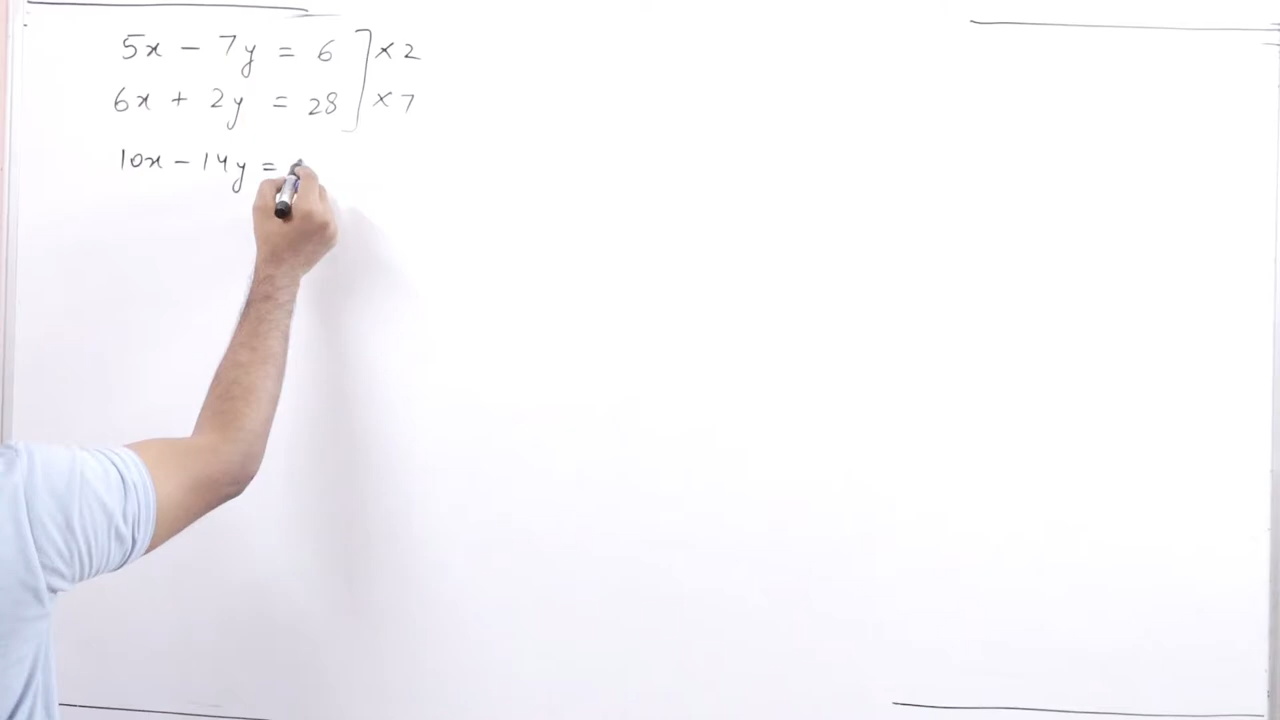 5x - 7y = 6 ] × 2
6x + 2y = 28 ] × 7
10x - 14y =